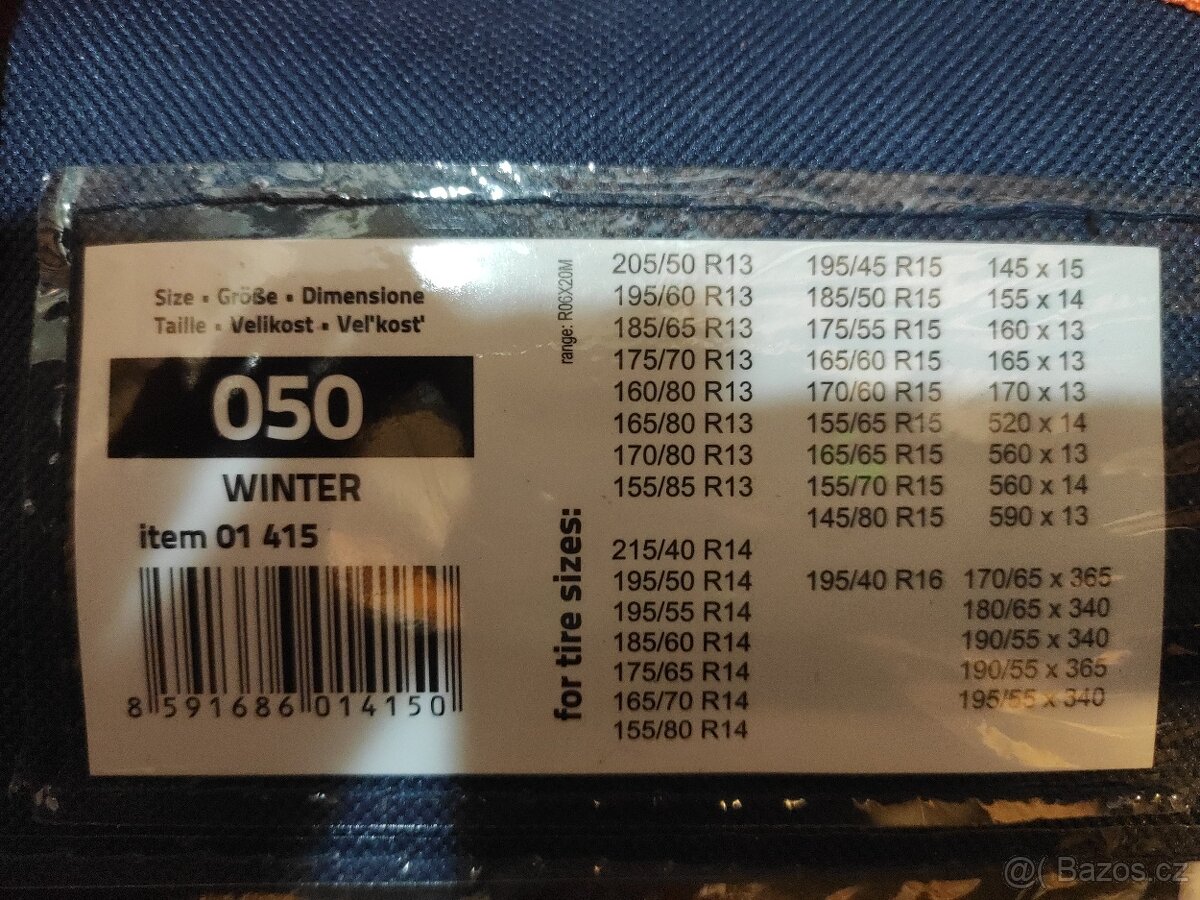 Size ▪ Größe ▪ Dimensione
Taille ▪ Velikost ▪ Vel'kost'
050
WINTER
item 01 415
8 591686 014150
range: R06X20M
for tire sizes:
205/50 R13
195/60 R13
185/65 R13
175/70 R13
160/80 R13
165/80 R13
170/80 R13
155/85 R13
215/40 R14
195/50 R14
195/55 R14
185/60 R14
175/65 R14
165/70 R14
155/80 R14
195/45 R15
185/50 R15
175/55 R15
165/60 R15
170/60 R15
155/65 R15
165/65 R15
155/70 R15
145/80 R15
195/40 R16
145 x 15
155 x 14
160 x 13
165 x 13
170 x 13
520 x 14
560 x 13
560 x 14
590 x 13
170/65 x 365
180/65 x 340
190/55 x 340
190/55 x 365
195/55 x 340
@( Bazos.cz